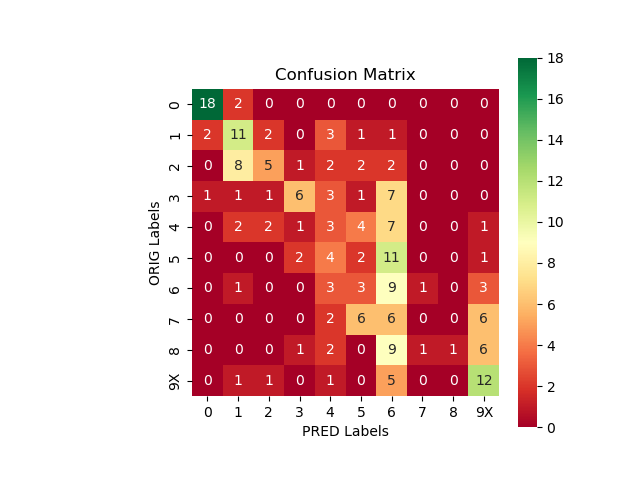 Confusion Matrix
ORIG Labels
0 18 2 0 0 0 0 0 0 0 0
1 2 11 2 0 3 1 1 0 0 0
2 0 8 5 1 2 2 2 0 0 0
3 1 1 1 6 3 1 7 0 0 0
4 0 2 2 1 3 4 7 0 0 1
5 0 0 0 2 4 2 11 0 0 1
6 0 1 0 0 3 3 9 1 0 3
7 0 0 0 0 2 6 6 0 0 6
8 0 0 0 1 2 0 9 1 1 6
9X 0 1 1 0 1 0 5 0 0 12
0 1 2 3 4 5 6 7 8 9X
PRED Labels
18
16
14
12
10
8
6
4
2
0